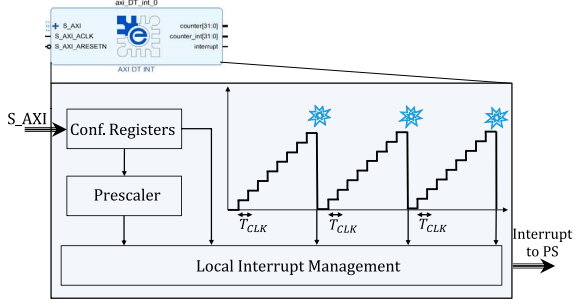 axi_DT_int_0
S_AXI
S_AXI_ACLK
S_AXI_ARESETN
counter[31:0]
counter_int[31:0]
interrupt
e
AXI DT INT
S_AXI
Conf. Registers
Prescaler
T_CLK
T_CLK
T_CLK
Local Interrupt Management
Interrupt
to PS